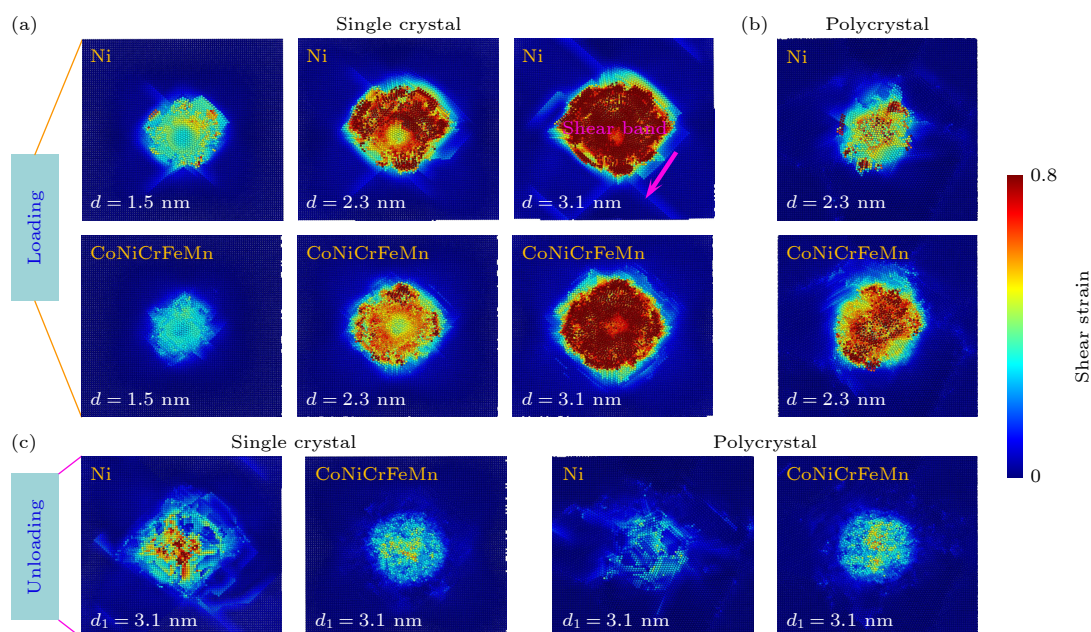 (a) Single crystal (b) Polycrystal
Ni Ni Ni Ni
Shear band
d = 1.5 nm d = 2.3 nm d = 3.1 nm d = 2.3 nm
Loading
0.8
CoNiCrFeMn CoNiCrFeMn CoNiCrFeMn CoNiCrFeMn
d = 1.5 nm d = 2.3 nm d = 3.1 nm d = 2.3 nm
Shear strain
0
(c) Single crystal Polycrystal
Ni CoNiCrFeMn Ni CoNiCrFeMn
Unloading
d₁ = 3.1 nm d₁ = 3.1 nm d₁ = 3.1 nm d₁ = 3.1 nm